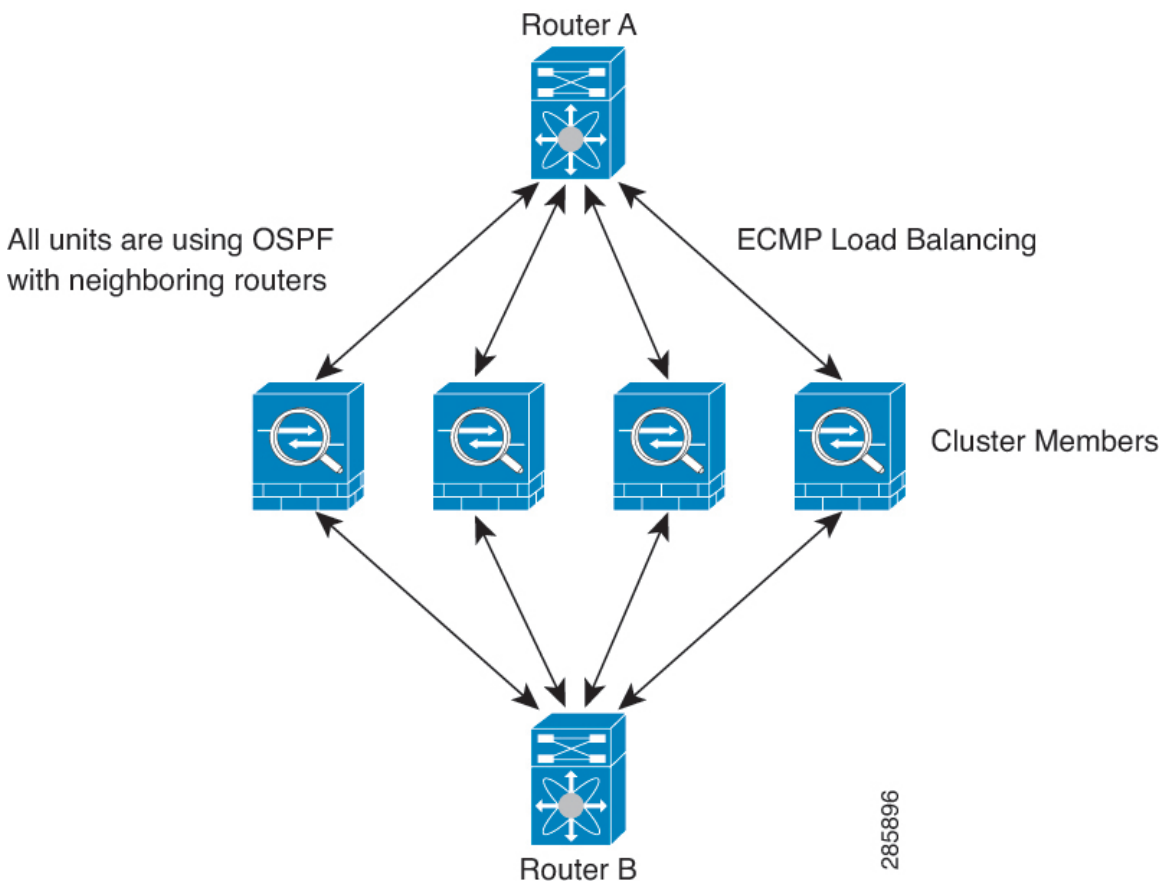 Router A
All units are using OSPF
with neighboring routers
ECMP Load Balancing
Cluster Members
Router B
285896